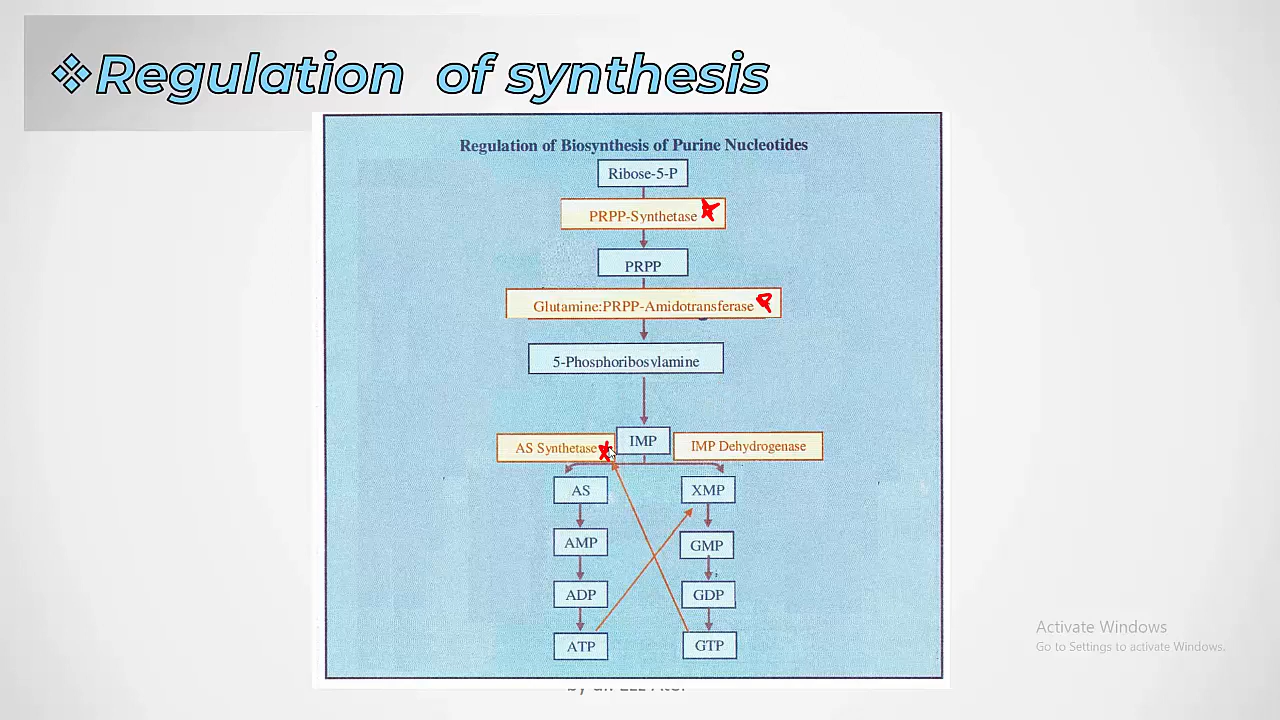 ❖Regulation of synthesis
Regulation of Biosynthesis of Purine Nucleotides
Ribose-5-P
PRPP-Synthetase
PRPP
Glutamine:PRPP-Amidotransferase
5-Phosphoribosylamine
AS Synthetase
IMP
IMP Dehydrogenase
AS
XMP
AMP
GMP
ADP
GDP
ATP
GTP
Activate Windows
Go to Settings to activate Windows.